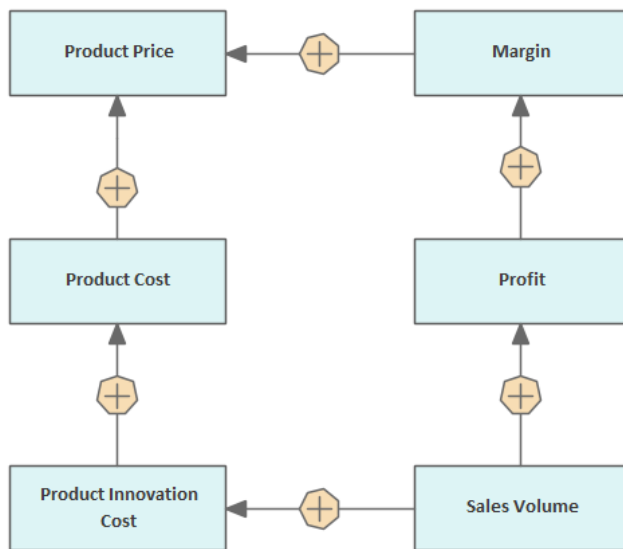 Product Price
Margin
Product Cost
Profit
Product Innovation
Cost
Sales Volume